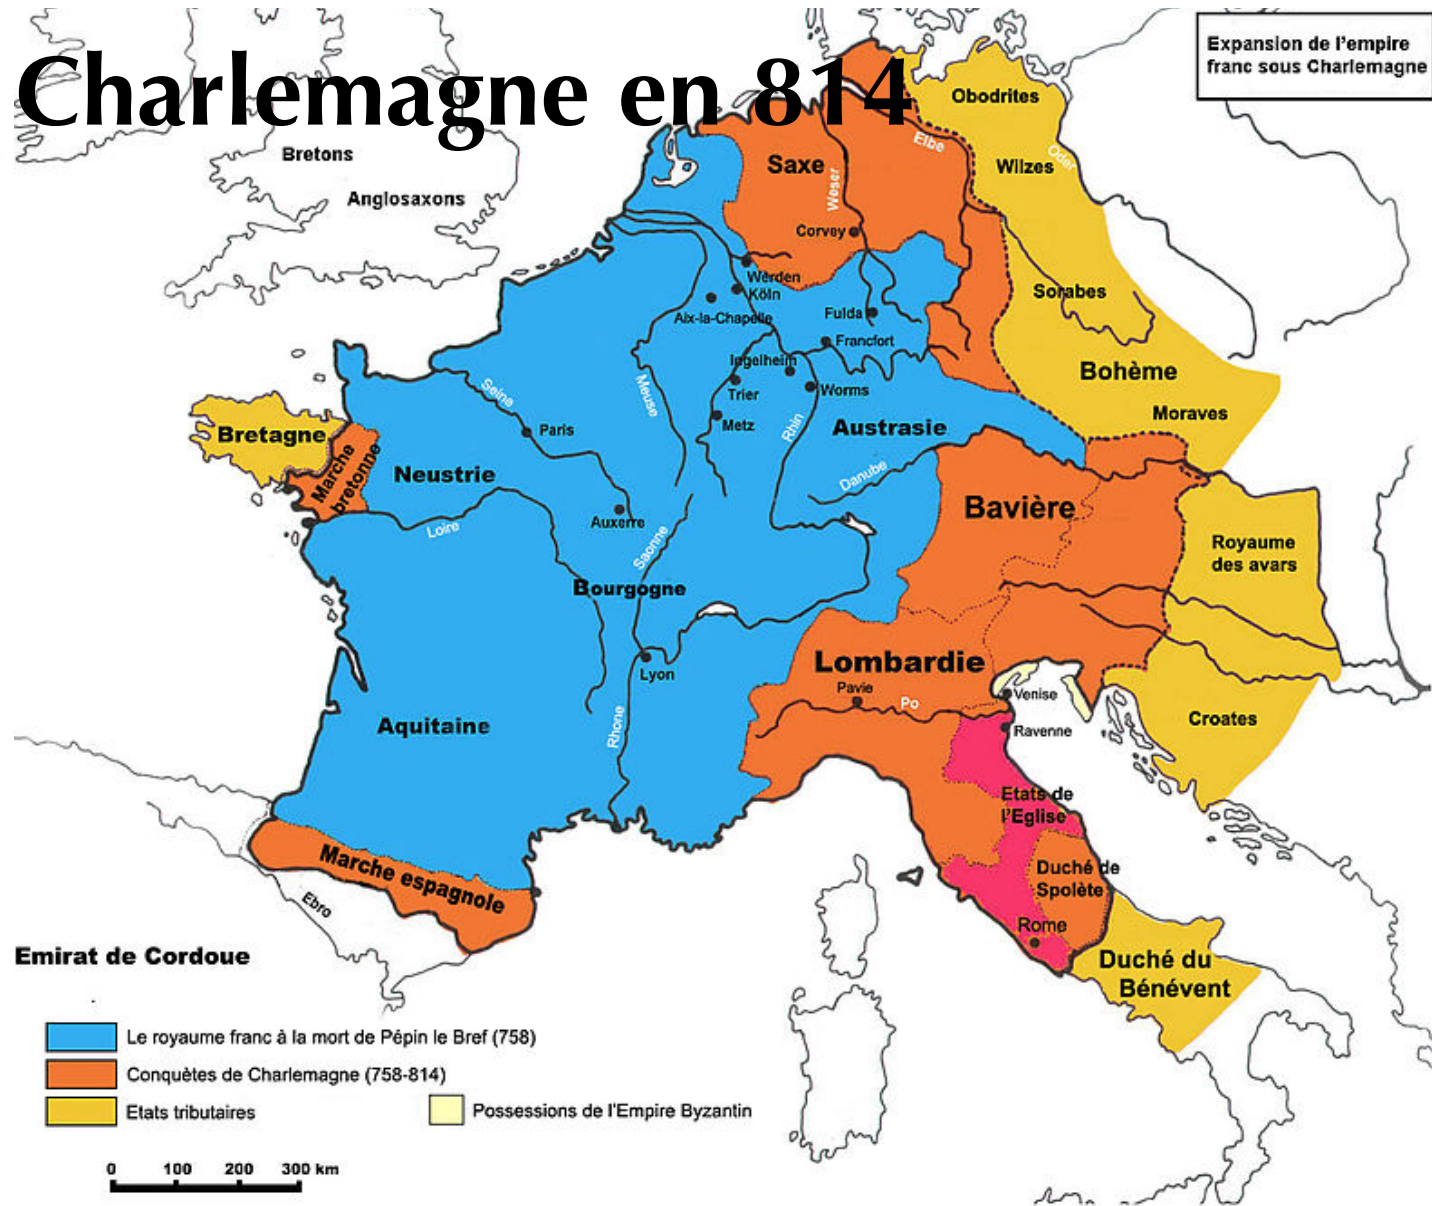 Charlemagne en 814
Expansion de l'empire
franc sous Charlemagne
Bretons
Anglosaxons
Obodrites
Wilzes
Oder
Elbe
Saxe
Weser
Corvey
Werden
Köln
Aix-la-Chapelle
Fulda
Francfort
Ingelheim
Trier
Worms
Metz
Meuse
Rhin
Sorabes
Bohème
Moraves
Austrasie
Danube
Seine
Paris
Bretagne
Marche
bretonne
Neustrie
Loire
Auxerre
Saonne
Bourgogne
Bavière
Royaume
des avars
Lombardie
Pavie
Po
Venise
Ravenne
Croates
Lyon
Rhone
Aquitaine
Etats de
l'Eglise
Duché de
Spolète
Rome
Duché du
Bénévent
Marche espagnole
Ebro
Emirat de Cordoue
Le royaume franc à la mort de Pépin le Bref (758)
Conquètes de Charlemagne (758-814)
Etats tributaires
Possessions de l'Empire Byzantin
0 100 200 300 km